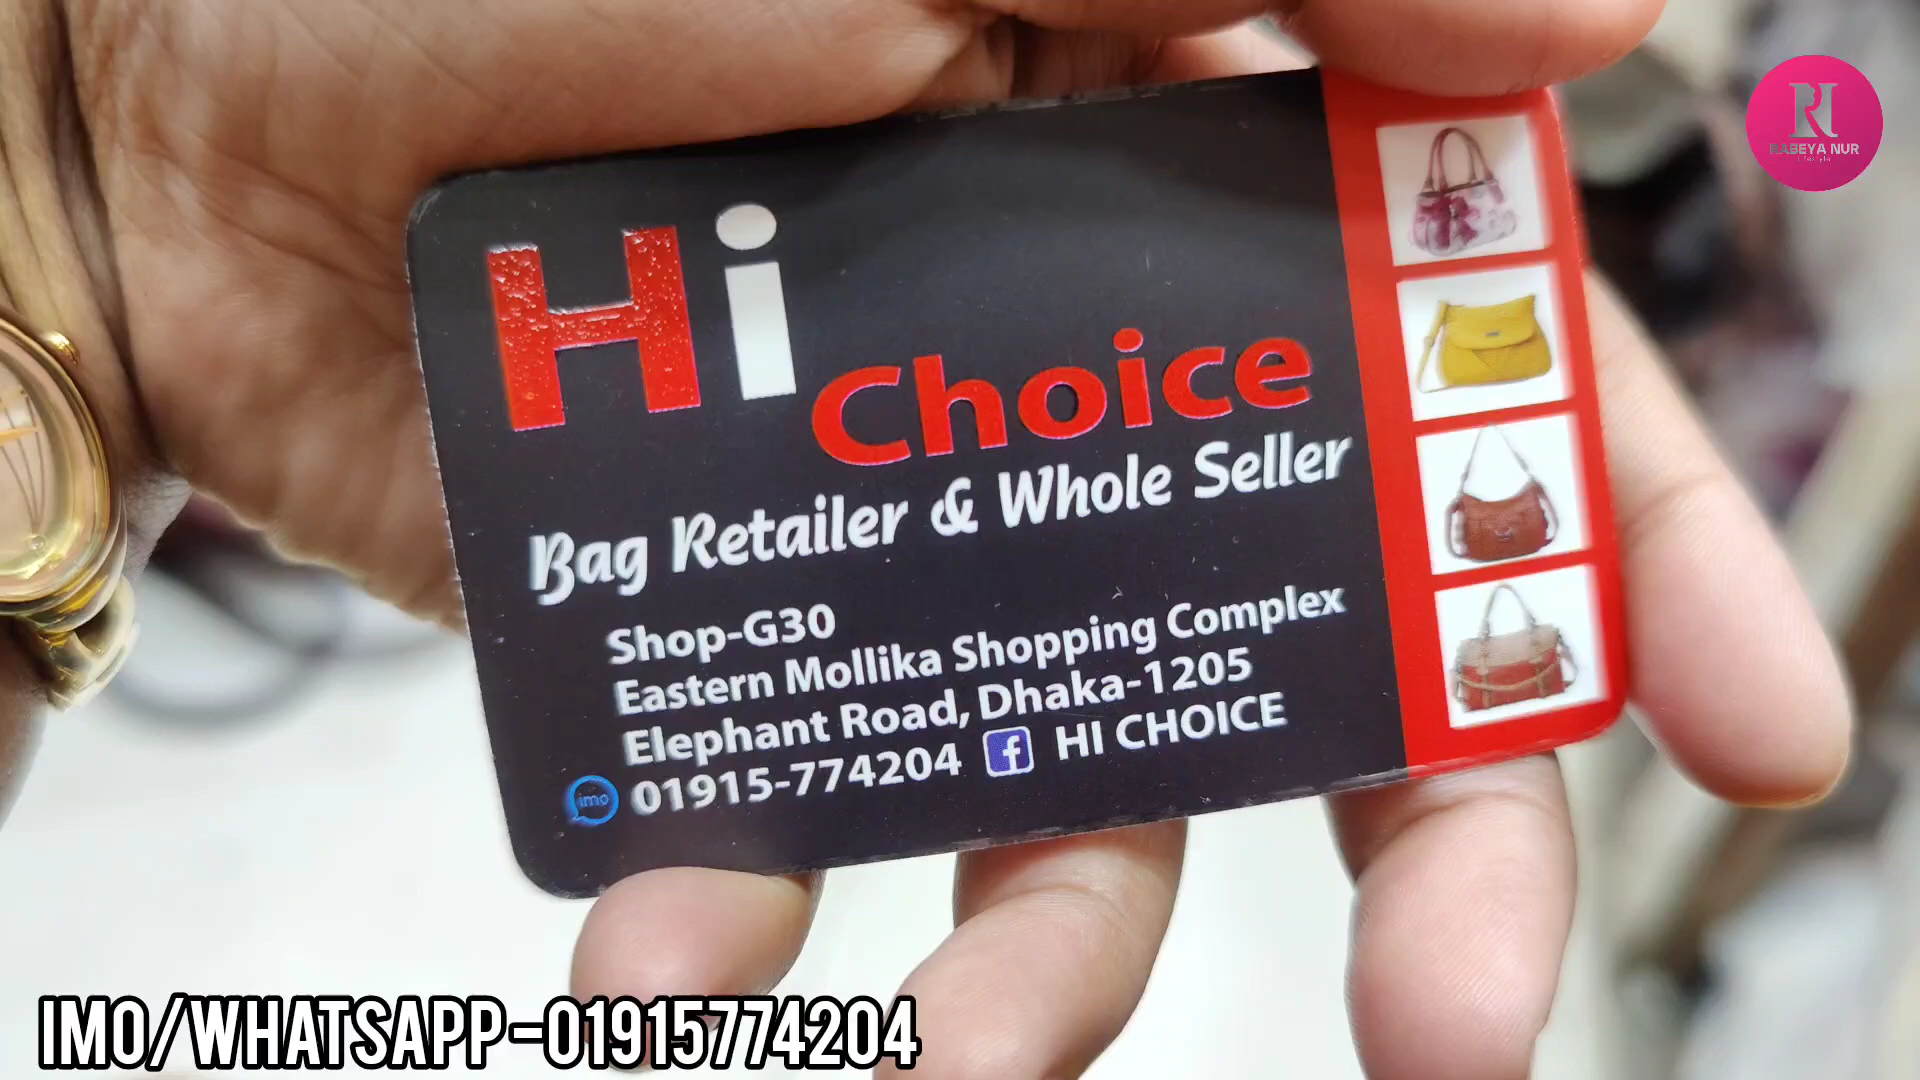 RABEYA NUR
Lifestyle
Hi
Choice
Bag Retailer & Whole Seller
Shop-G30
Eastern Mollika Shopping Complex
Elephant Road, Dhaka-1205
imo 01915-774204 f HI CHOICE
IMO/WHATSAPP-01915774204